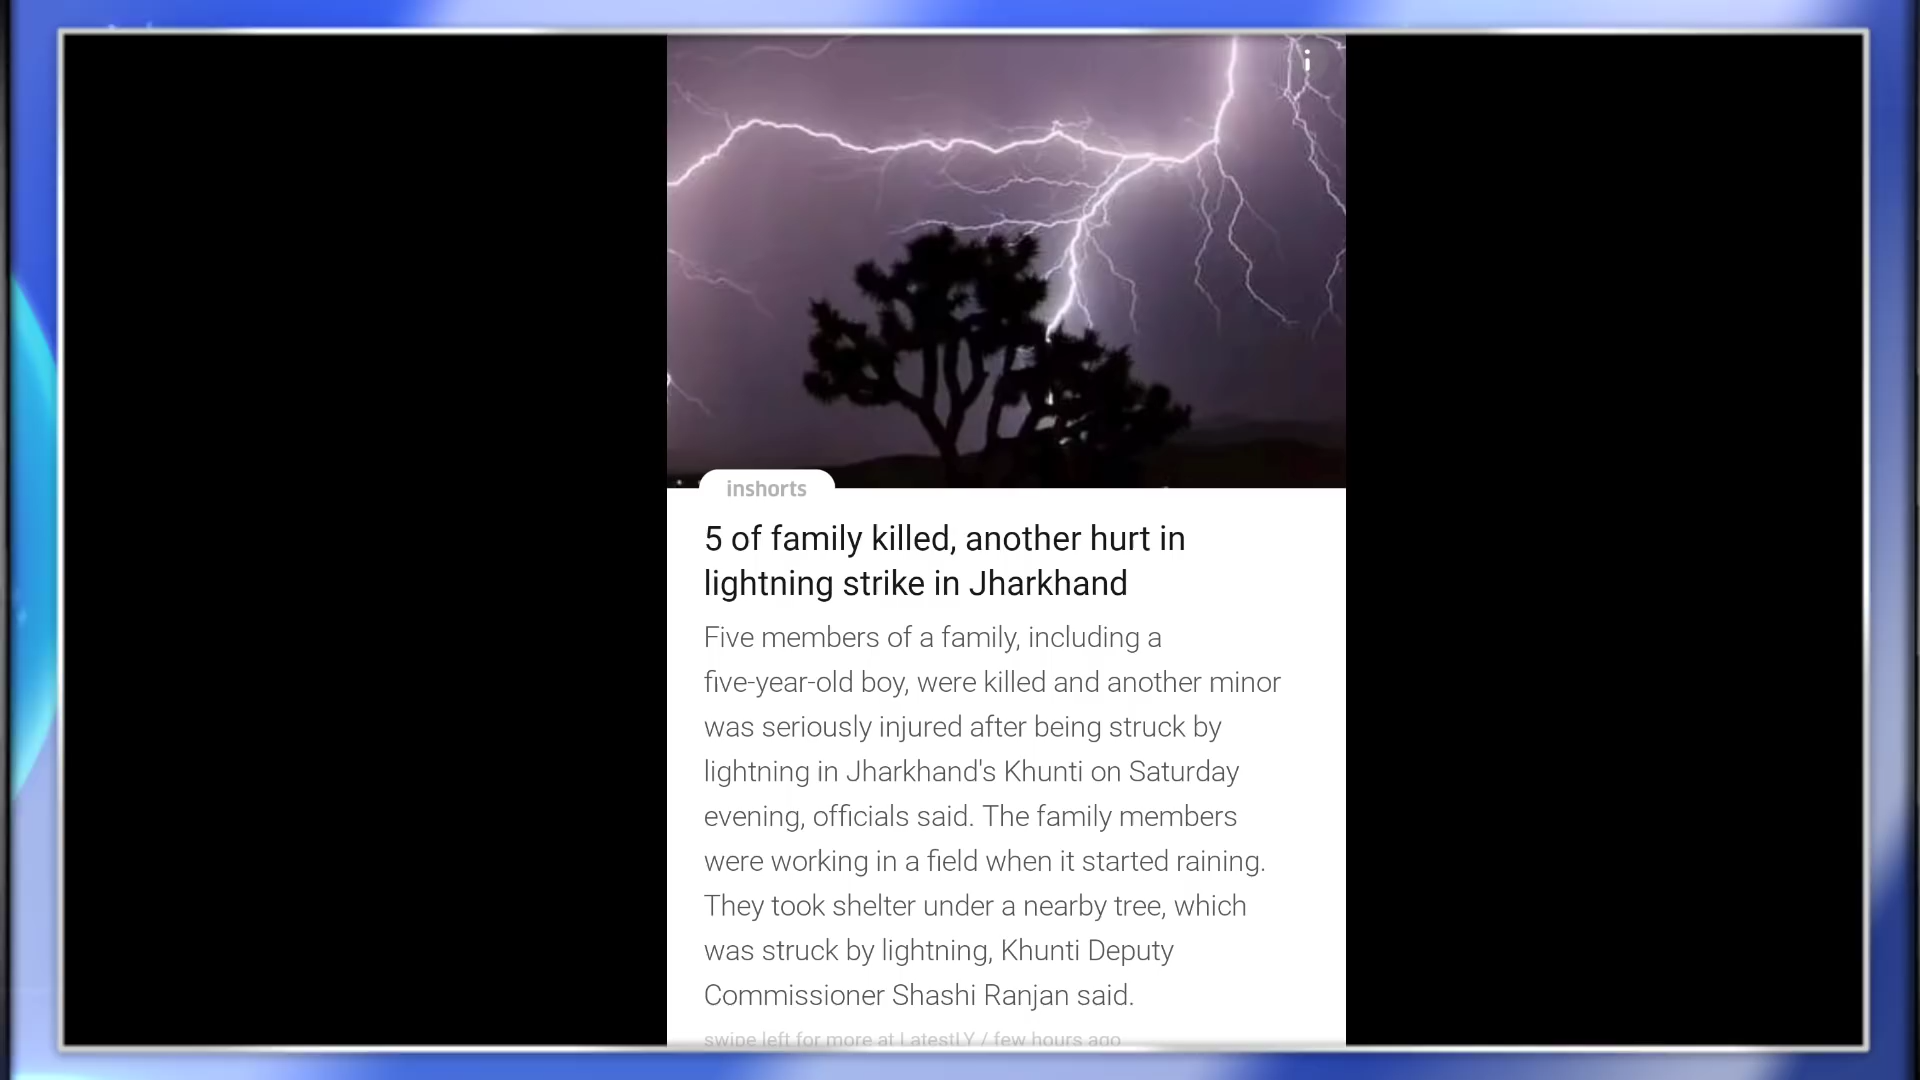 inshorts
5 of family killed, another hurt in
lightning strike in Jharkhand
Five members of a family, including a
five-year-old boy, were killed and another minor
was seriously injured after being struck by
lightning in Jharkhand's Khunti on Saturday
evening, officials said. The family members
were working in a field when it started raining.
They took shelter under a nearby tree, which
was struck by lightning, Khunti Deputy
Commissioner Shashi Ranjan said.
swipe left for more at LatestLY / few hours ago